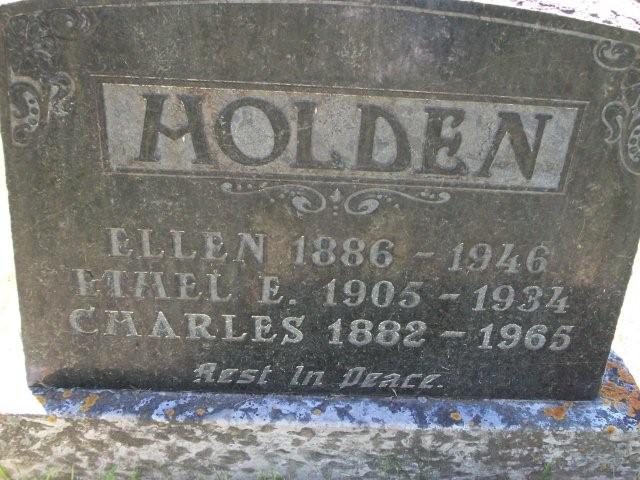 HOLDEN
ELLEN 1886 - 1946
ETHEL E. 1905 - 1934
CHARLES 1882 - 1965
Rest In Peace.